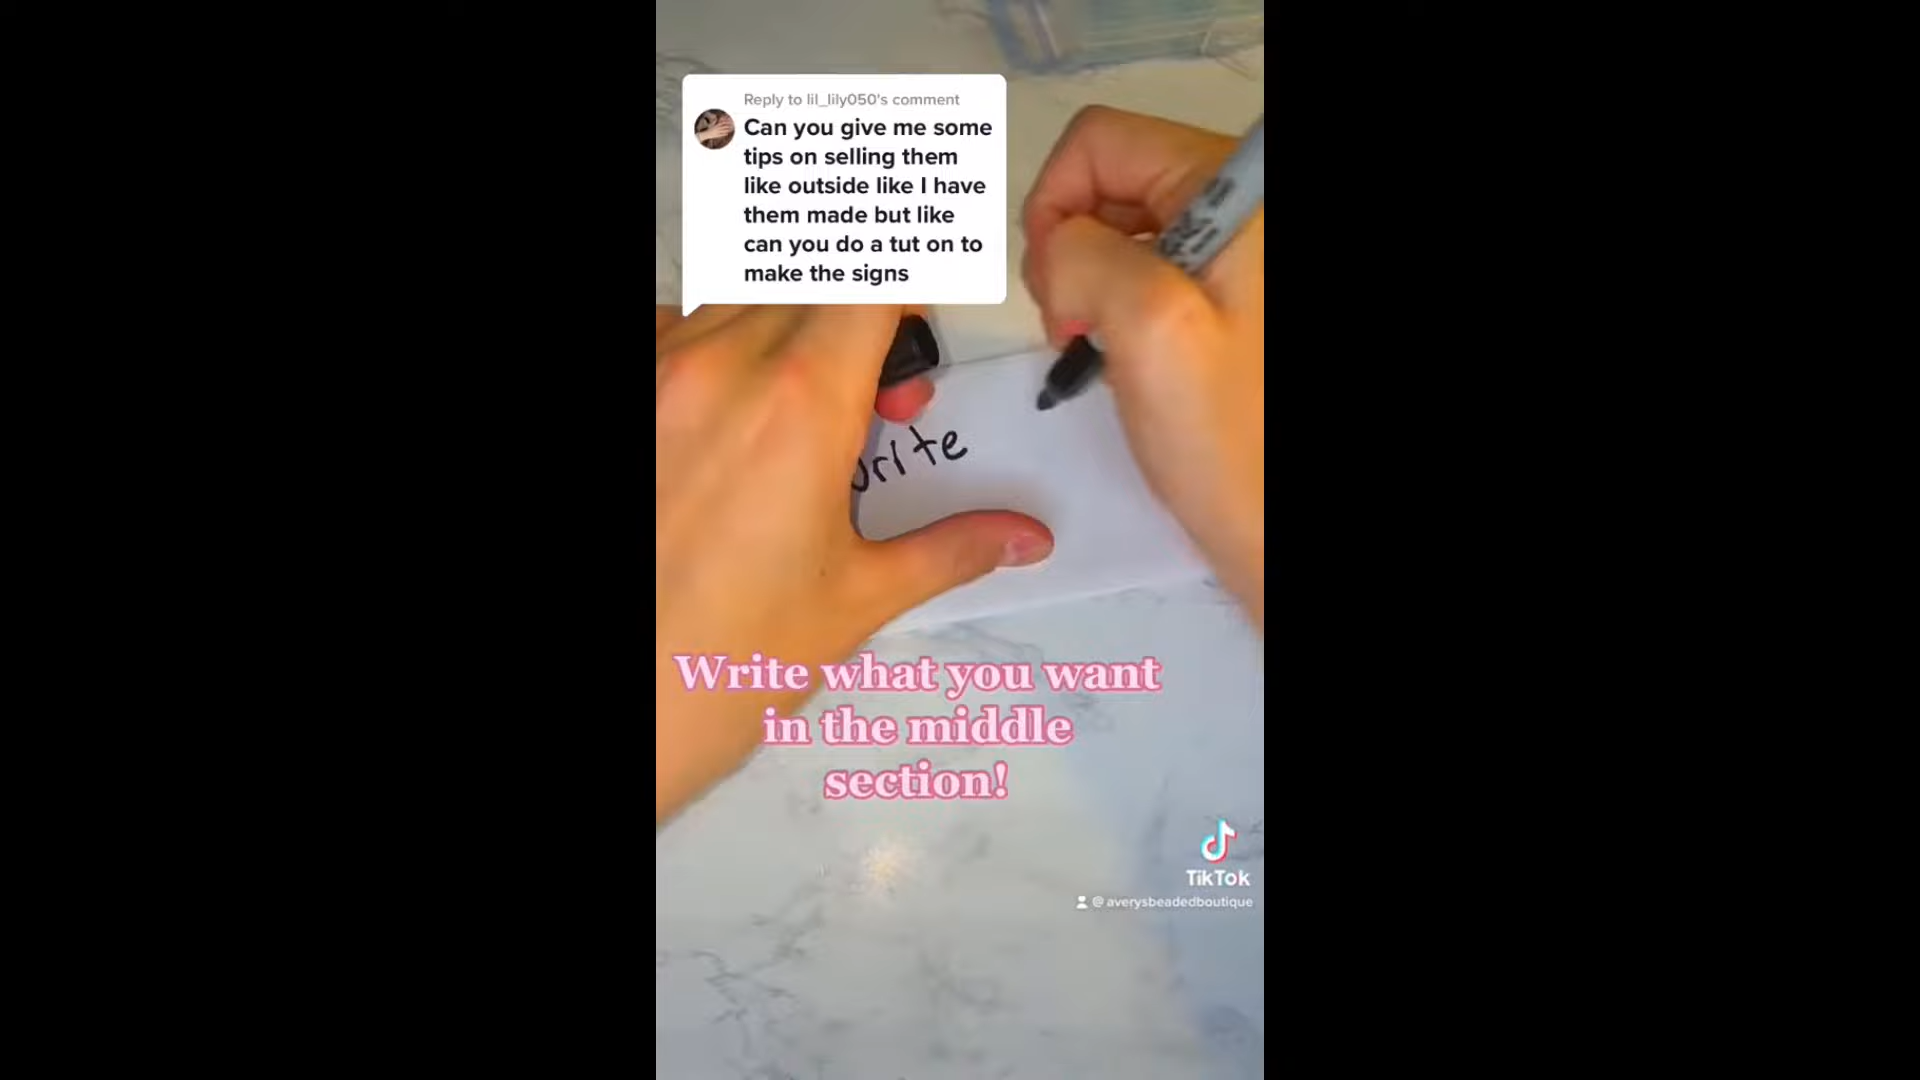 Reply to lil_lily050's comment
Can you give me some
tips on selling them
like outside like I have
them made but like
can you do a tut on to
make the signs
Write what you want
in the middle
section!
TikTok
@averysbeadedboutique